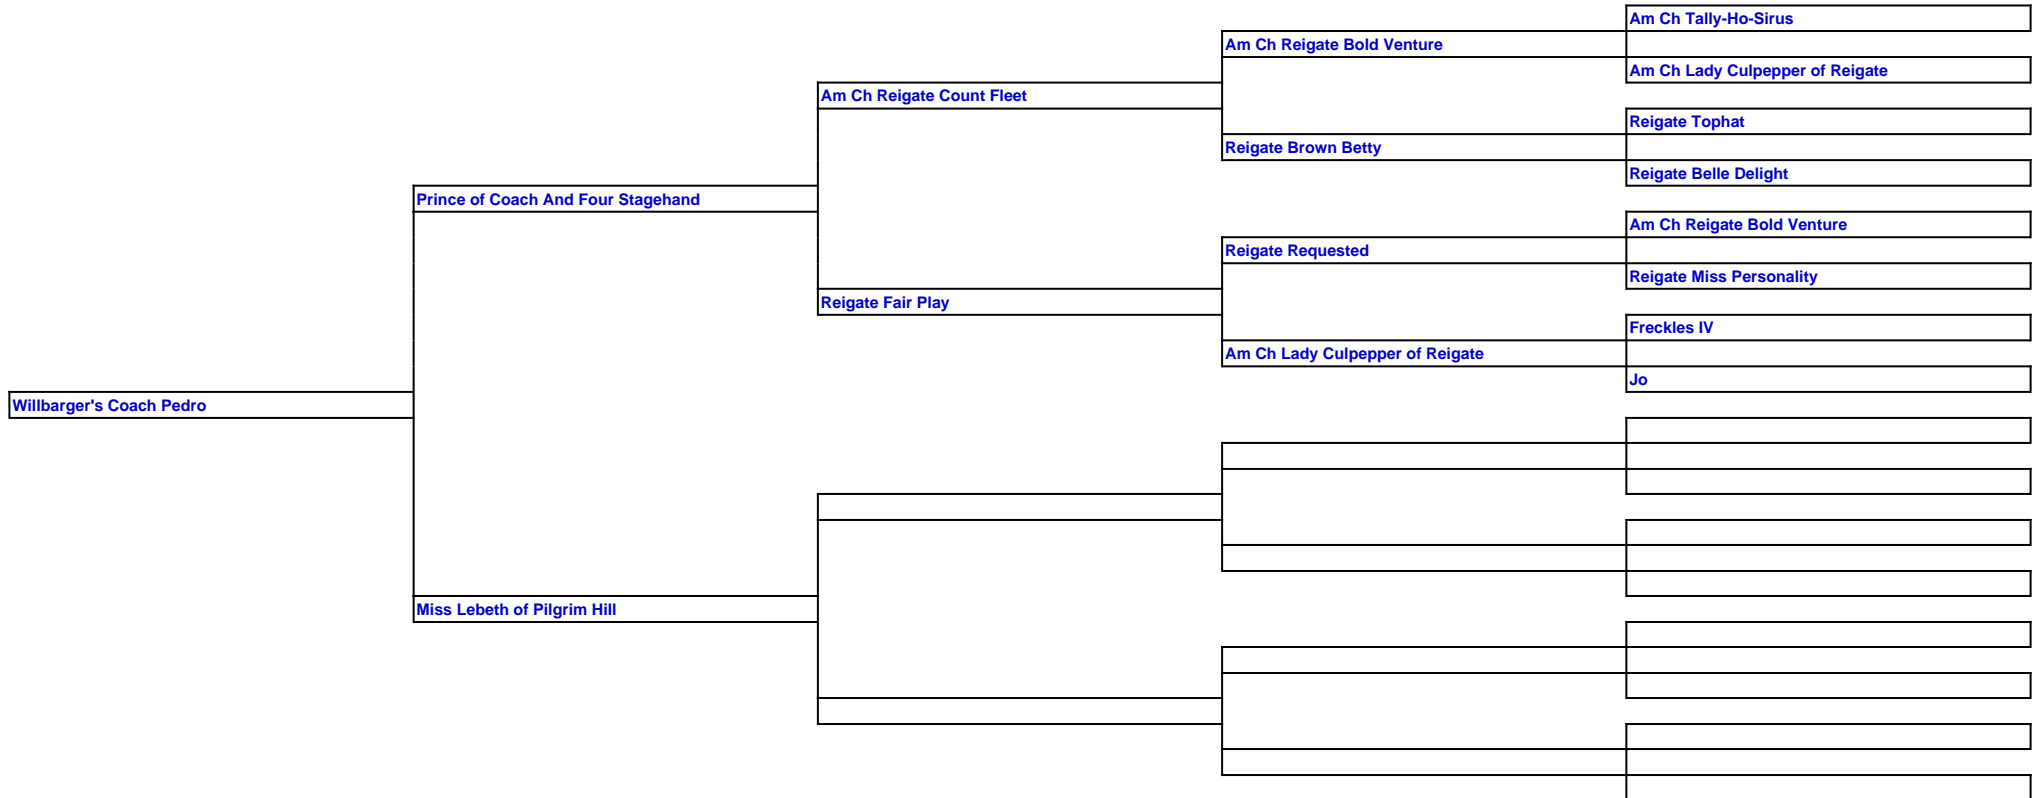 Am Ch Tally-Ho-Sirus
Am Ch Reigate Bold Venture
Am Ch Lady Culpepper of Reigate
Am Ch Reigate Count Fleet
Reigate Tophat
Reigate Brown Betty
Reigate Belle Delight
Prince of Coach And Four Stagehand
Am Ch Reigate Bold Venture
Reigate Requested
Reigate Miss Personality
Reigate Fair Play
Freckles IV
Am Ch Lady Culpepper of Reigate
Jo
Willbarger's Coach Pedro
Miss Lebeth of Pilgrim Hill